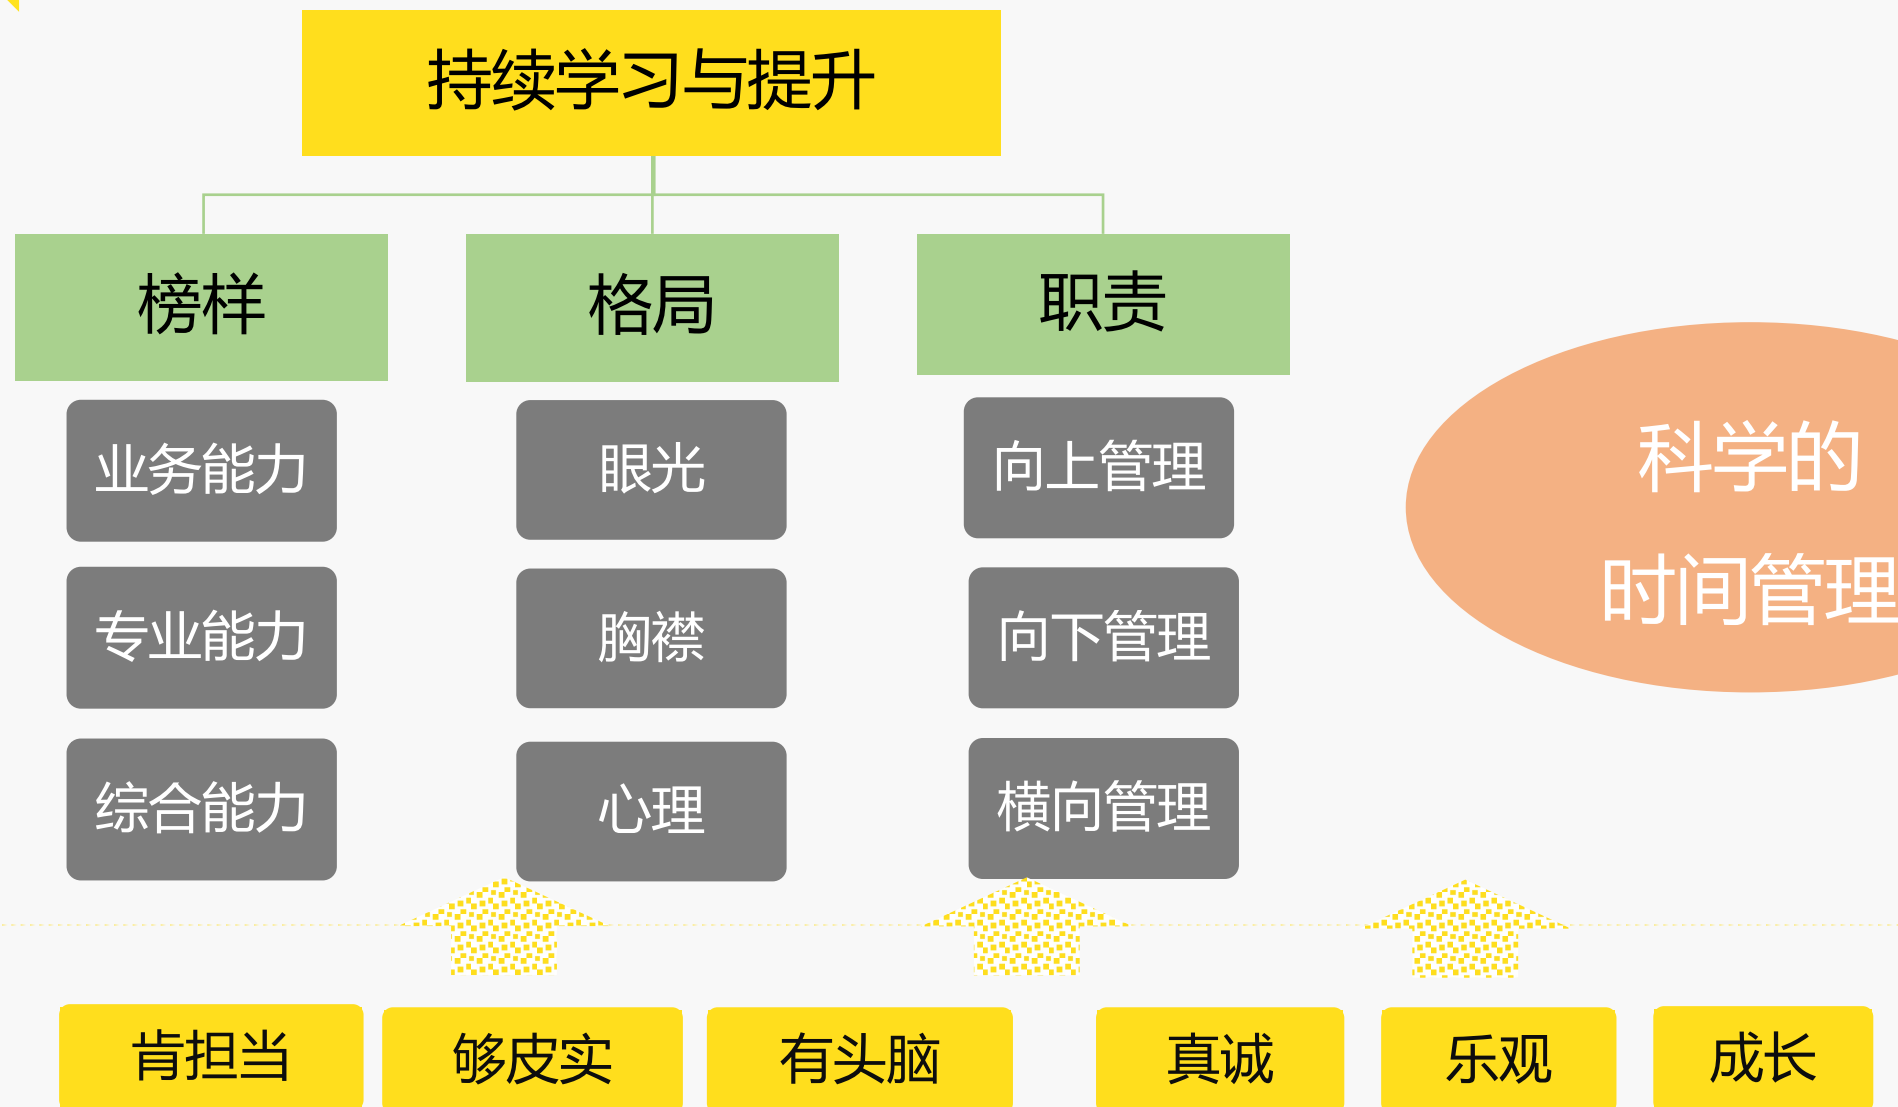 持续学习与提升
榜样
格局
职责
业务能力
眼光
向上管理
专业能力
胸襟
向下管理
综合能力
心理
横向管理
科学的
时间管理
肯担当
够皮实
有头脑
真诚
乐观
成长